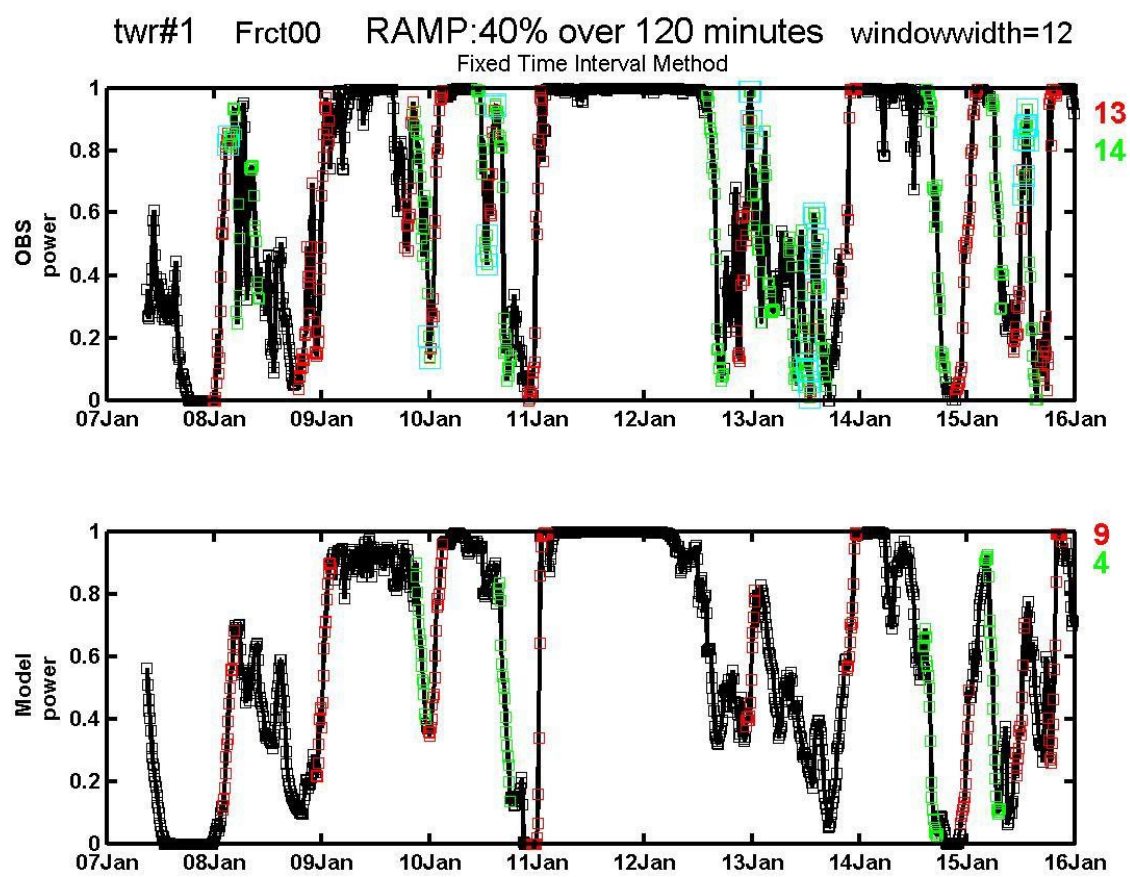 twr#1 Frct00 RAMP:40% over 120 minutes windowwidth=12
Fixed Time Interval Method
1
0.8
0.6
0.4
0.2
0
OBS
power
13
14
07Jan 08Jan 09Jan 10Jan 11Jan 12Jan 13Jan 14Jan 15Jan 16Jan
1
0.8
0.6
0.4
0.2
0
Model
power
9
4
07Jan 08Jan 09Jan 10Jan 11Jan 12Jan 13Jan 14Jan 15Jan 16Jan